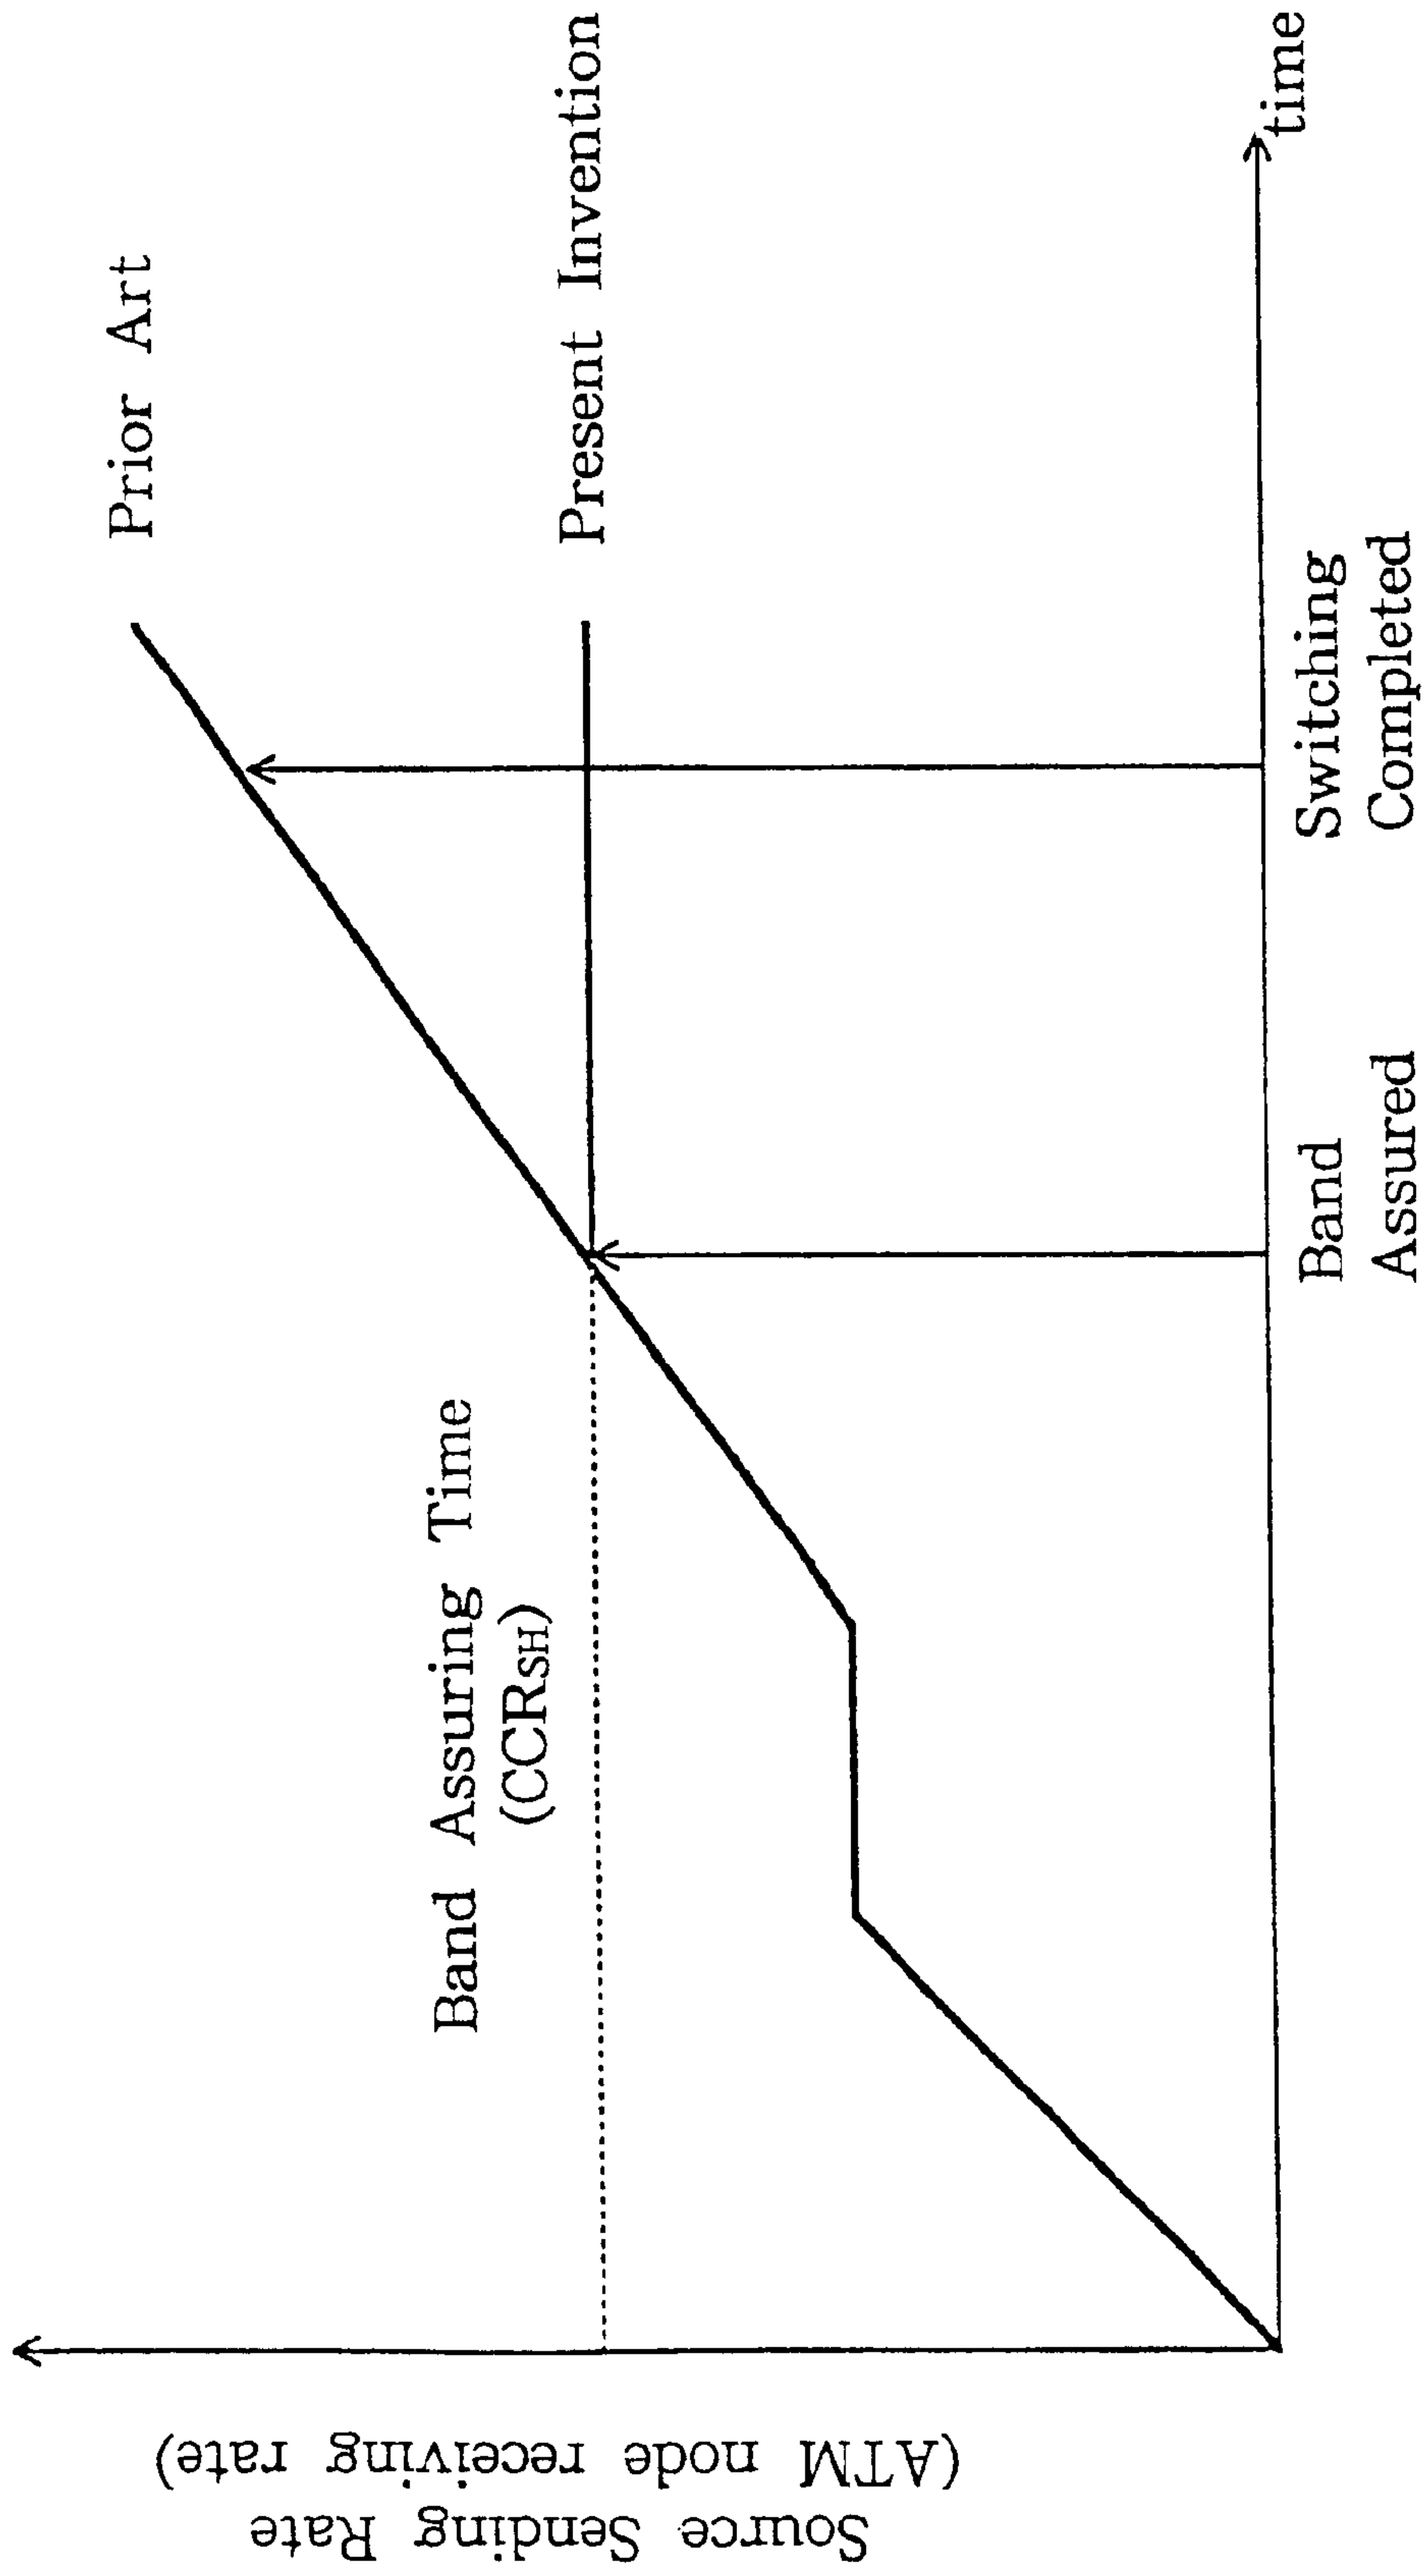 Source Sending Rate
(ATM node receiving rate)
Band Assuring Time
(CCRSH)
Prior Art
Present Invention
Band
Assured
Switching
Completed
time